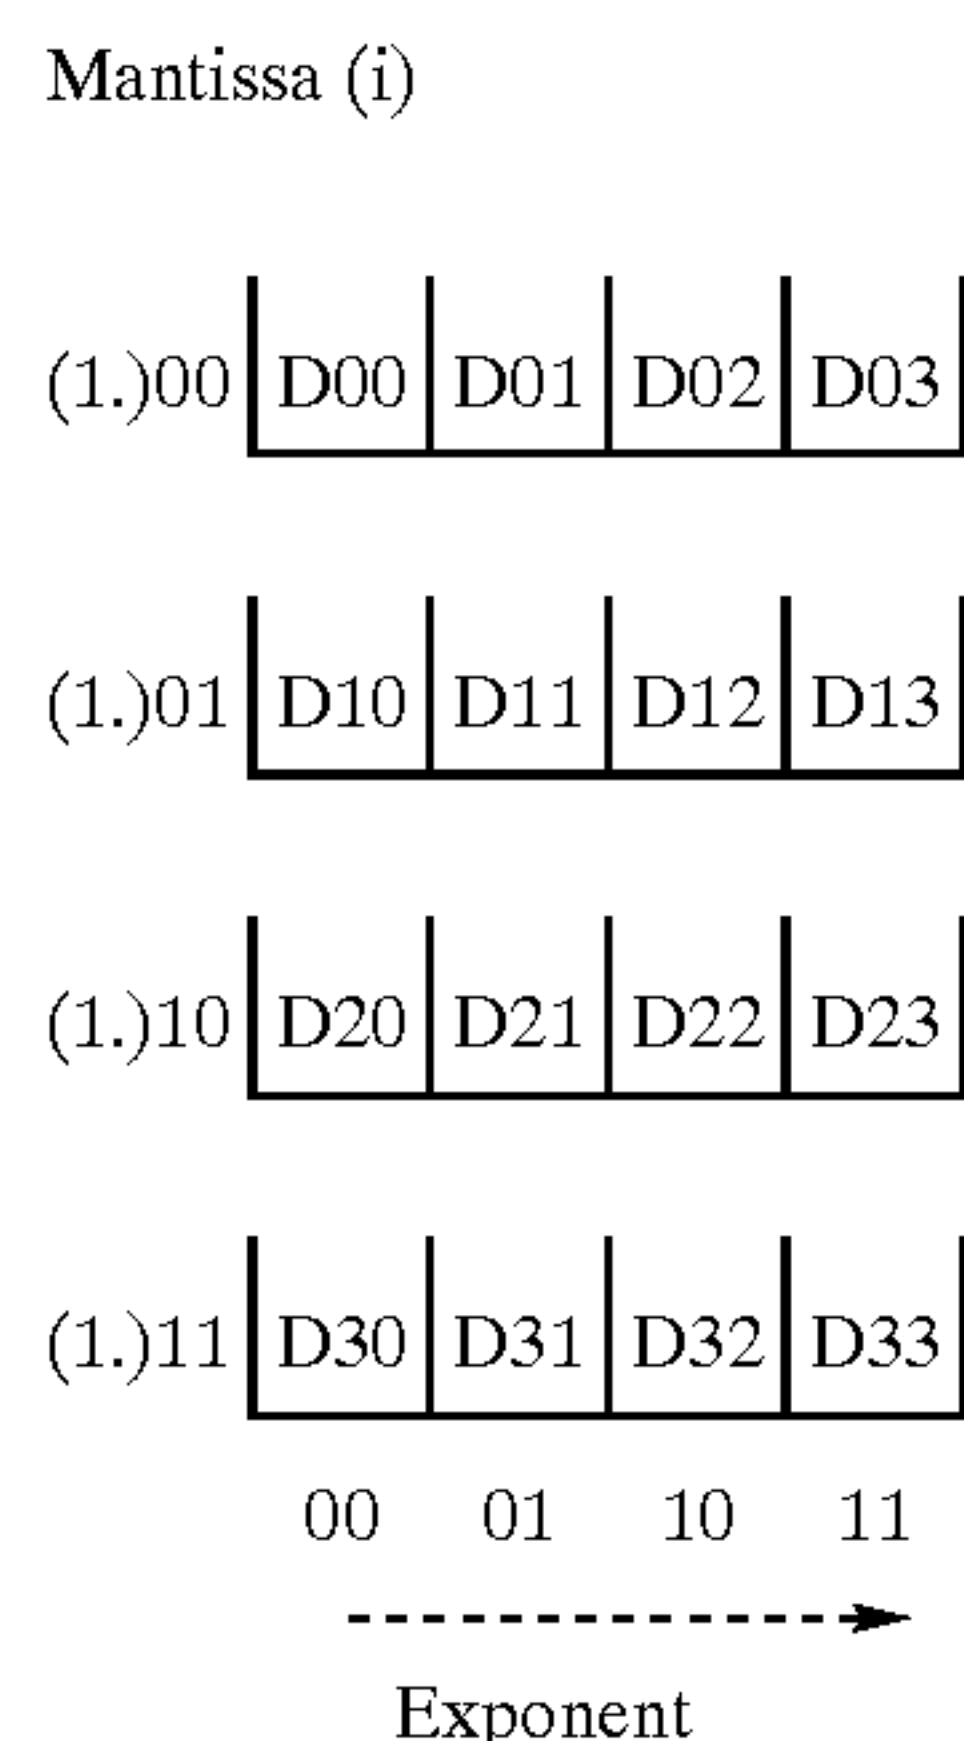 Mantissa (i)
(1.)00 D00 D01 D02 D03
(1.)01 D10 D11 D12 D13
(1.)10 D20 D21 D22 D23
(1.)11 D30 D31 D32 D33
00 01 10 11
Exponent